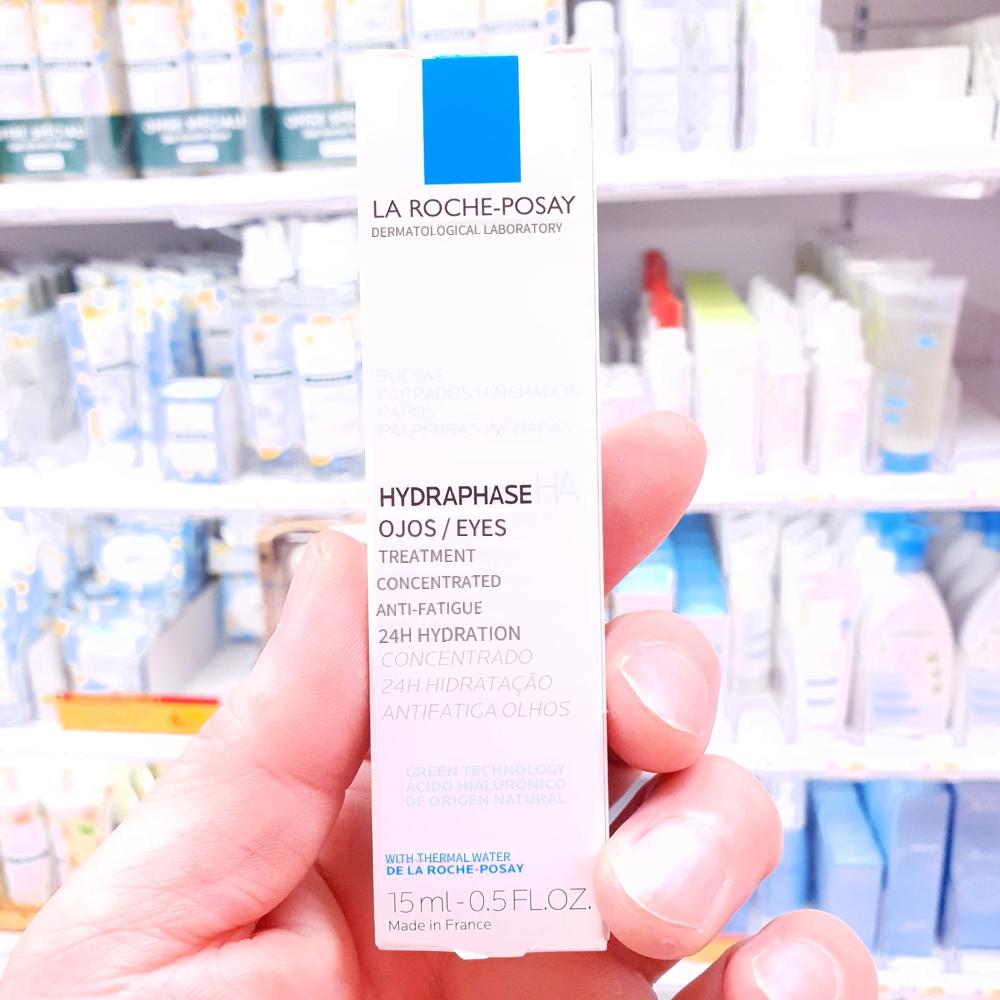 LA ROCHE-POSAY
DERMATOLOGICAL LABORATORY
BOLSAS
PÁRPADOS HINCHADOS
PAPOS
PÁLPEBRAS INCHADAS
HYDRAPHASE HA
OJOS / EYES
TREATMENT
CONCENTRATED
ANTI-FATIGUE
24H HYDRATION
CONCENTRADO
24H HIDRATAÇÃO
ANTIFATIGA OLHOS
GREEN TECHNOLOGY
ÁCIDO HIALURÓNICO
DE ORIGEN NATURAL
WITH THERMAL WATER
DE LA ROCHE-POSAY
15 ml - 0.5 FL.OZ.
Made in France